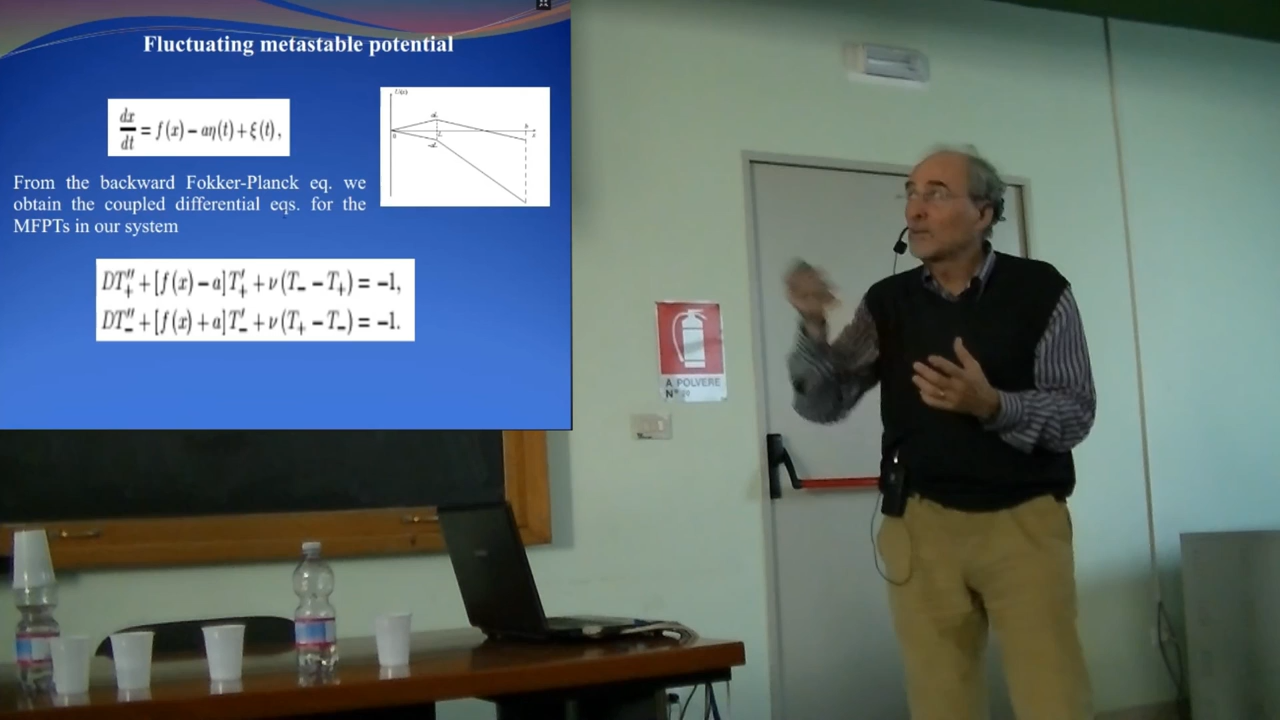 Fluctuating metastable potential
dx/dt = f(x) − aη(t) + ξ(t),
From the backward Fokker-Planck eq. we
obtain the coupled differential eqs. for the
MFPTs in our system
DT″₊ + [f(x) − a]T′₊ + ν(T₋ − T₊) = −1,
DT″₋ + [f(x) + a]T′₋ + ν(T₊ − T₋) = −1.
A POLVERE
N°